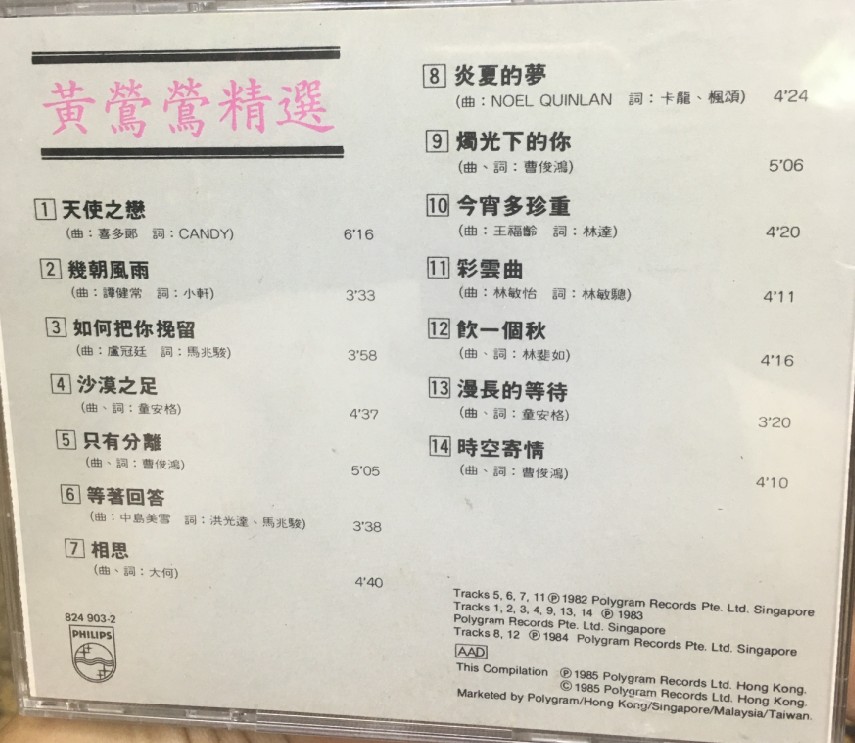 黃鶯鶯精選
1 天使之戀
(曲：喜多郎 詞：CANDY) 6'16
2 幾朝風雨
(曲：譚健常 詞：小軒) 3'33
3 如何把你挽留
(曲：盧冠廷 詞：馬兆駿) 3'58
4 沙漠之足
(曲、詞：童安格) 4'37
5 只有分離
(曲、詞：曹俊鴻) 5'05
6 等著回答
(曲：中島美雪 詞：洪光達、馬兆駿) 3'38
7 相思
(曲、詞：大何) 4'40
824 903-2
PHILIPS
8 炎夏的夢
(曲：NOEL QUINLAN 詞：卡龍、楓頌) 4'24
9 燭光下的你
(曲、詞：曹俊鴻) 5'06
10 今宵多珍重
(曲：王福齡 詞：林達) 4'20
11 彩雲曲
(曲：林敏怡 詞：林敏驄) 4'11
12 飲一個秋
(曲、詞：林斐如) 4'16
13 漫長的等待
(曲、詞：童安格) 3'20
14 時空寄情
(曲、詞：曹俊鴻) 4'10
Tracks 5, 6, 7, 11 ℗ 1982 Polygram Records Pte. Ltd. Singapore
Tracks 1, 2, 3, 4, 9, 13, 14 ℗ 1983
Polygram Records Pte. Ltd. Singapore
Tracks 8, 12 ℗ 1984 Polygram Records Pte. Ltd. Singapore
AAD
This Compilation ℗ 1985 Polygram Records Ltd. Hong Kong.
© 1985 Polygram Records Ltd. Hong Kong.
Marketed by Polygram/Hong Kong/Singapore/Malaysia/Taiwan.